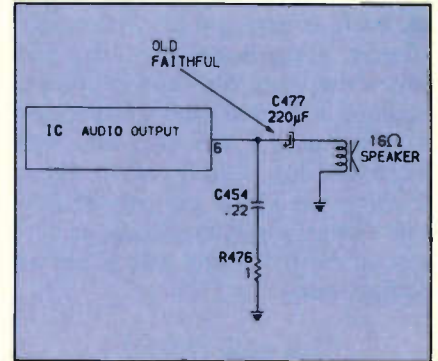 OLD
FAITHFUL
C477
220µF
IC AUDIO OUTPUT
6
16Ω
SPEAKER
C454
.22
R476
1